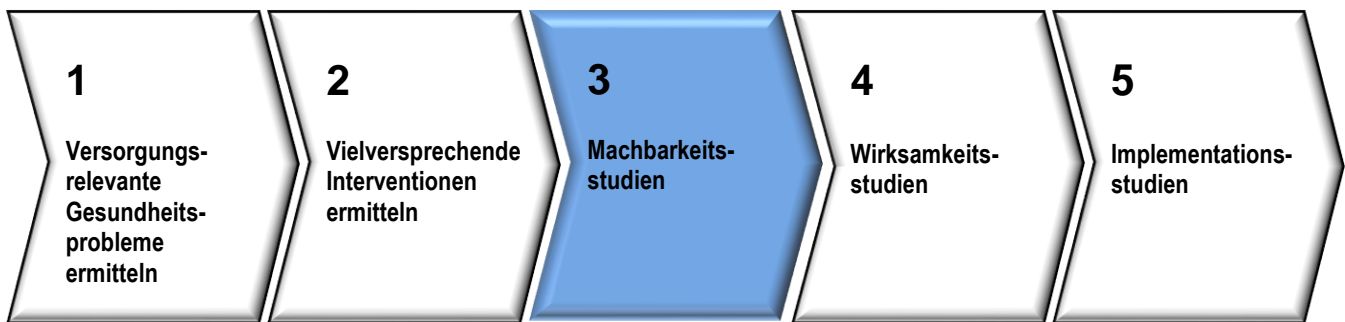 1
Versorgungs-
relevante
Gesundheits-
probleme
ermitteln
2
Vielversprechende
Interventionen
ermitteln
3
Machbarkeits-
studien
4
Wirksamkeits-
studien
5
Implementations-
studien